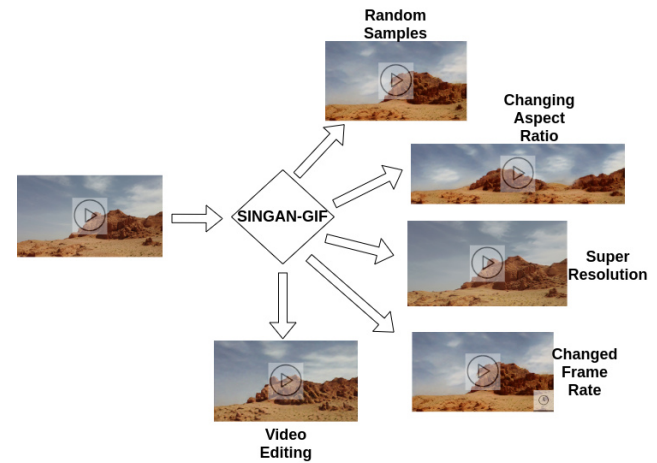 Random
Samples
Changing
Aspect
Ratio
SINGAN-GIF
Super
Resolution
Changed
Frame
Rate
Video
Editing